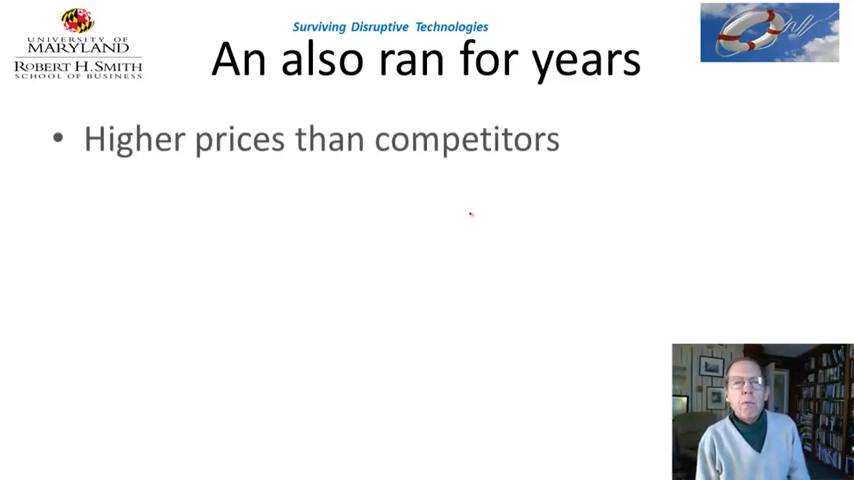 UNIVERSITY OF
MARYLAND
ROBERT H. SMITH
SCHOOL OF BUSINESS
Surviving Disruptive Technologies
An also ran for years
• Higher prices than competitors